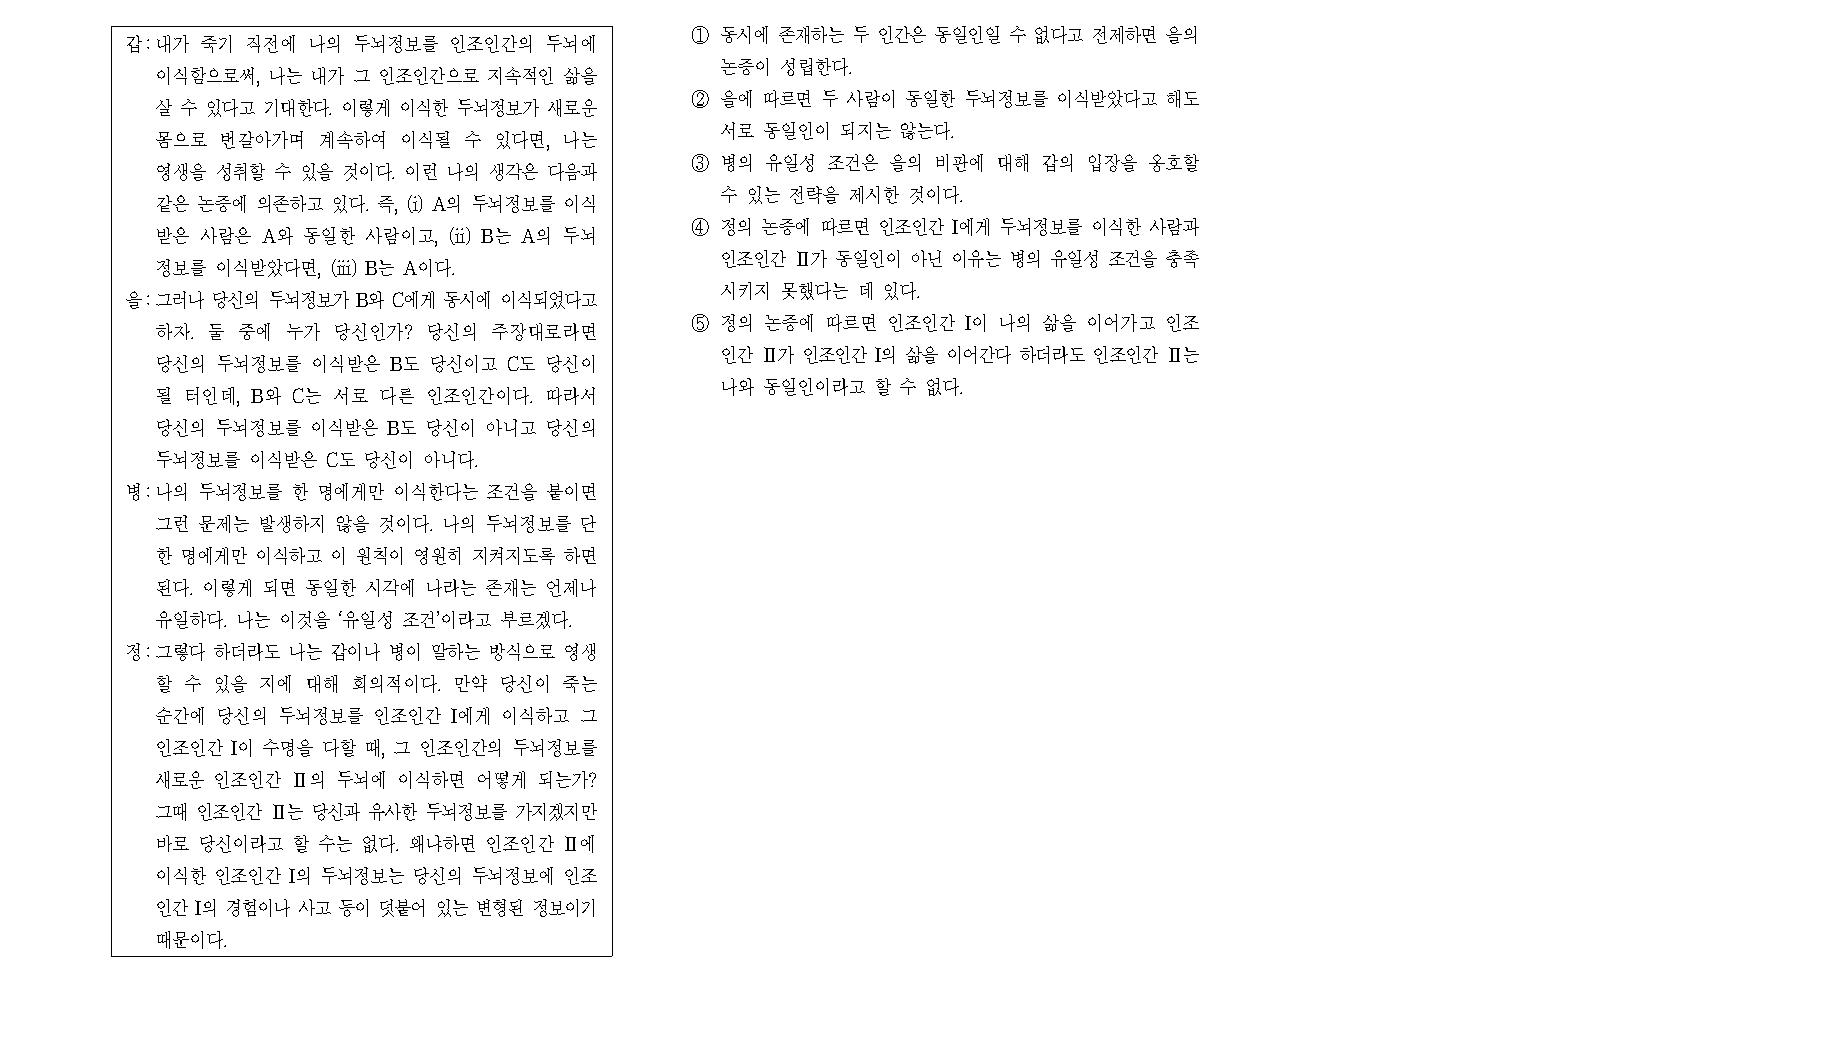 갑 : 내가 죽기 직전에 나의 두뇌정보를 인조인간의 두뇌에
이식함으로써, 나는 내가 그 인조인간으로 지속적인 삶을
살 수 있다고 기대한다. 이렇게 이식한 두뇌정보가 새로운
몸으로 번갈아가며 계속하여 이식될 수 있다면, 나는
영생을 성취할 수 있을 것이다. 이런 나의 생각은 다음과
같은 논증에 의존하고 있다. 즉, (ⅰ) A의 두뇌정보를 이식
받은 사람은 A와 동일한 사람이고, (ⅱ) B는 A의 두뇌
정보를 이식받았다면, (ⅲ) B는 A이다.
을 : 그러나 당신의 두뇌정보가 B와 C에게 동시에 이식되었다고
하자. 둘 중에 누가 당신인가? 당신의 주장대로라면
당신의 두뇌정보를 이식받은 B도 당신이고 C도 당신이
될 터인데, B와 C는 서로 다른 인조인간이다. 따라서
당신의 두뇌정보를 이식받은 B도 당신이 아니고 당신의
두뇌정보를 이식받은 C도 당신이 아니다.
병 : 나의 두뇌정보를 한 명에게만 이식한다는 조건을 붙이면
그런 문제는 발생하지 않을 것이다. 나의 두뇌정보를 단
한 명에게만 이식하고 이 원칙이 영원히 지켜지도록 하면
된다. 이렇게 되면 동일한 시각에 나라는 존재는 언제나
유일하다. 나는 이것을 ‘유일성 조건’이라고 부르겠다.
정 : 그렇다 하더라도 나는 갑이나 병이 말하는 방식으로 영생
할 수 있을 지에 대해 회의적이다. 만약 당신이 죽는
순간에 당신의 두뇌정보를 인조인간 Ⅰ에게 이식하고 그
인조인간 Ⅰ이 수명을 다할 때, 그 인조인간의 두뇌정보를
새로운 인조인간 Ⅱ의 두뇌에 이식하면 어떻게 되는가?
그때 인조인간 Ⅱ는 당신과 유사한 두뇌정보를 가지겠지만
바로 당신이라고 할 수는 없다. 왜냐하면 인조인간 Ⅱ에
이식한 인조인간 Ⅰ의 두뇌정보는 당신의 두뇌정보에 인조
인간 Ⅰ의 경험이나 사고 등이 덧붙어 있는 변형된 정보이기
때문이다.
① 동시에 존재하는 두 인간은 동일인일 수 없다고 전제하면 을의
논증이 성립한다.
② 을에 따르면 두 사람이 동일한 두뇌정보를 이식받았다고 해도
서로 동일인이 되지는 않는다.
③ 병의 유일성 조건은 을의 비판에 대해 갑의 입장을 옹호할
수 있는 전략을 제시한 것이다.
④ 정의 논증에 따르면 인조인간 Ⅰ에게 두뇌정보를 이식한 사람과
인조인간 Ⅱ가 동일인이 아닌 이유는 병의 유일성 조건을 충족
시키지 못했다는 데 있다.
⑤ 정의 논증에 따르면 인조인간 Ⅰ이 나의 삶을 이어가고 인조
인간 Ⅱ가 인조인간 Ⅰ의 삶을 이어간다 하더라도 인조인간 Ⅱ는
나와 동일인이라고 할 수 없다.